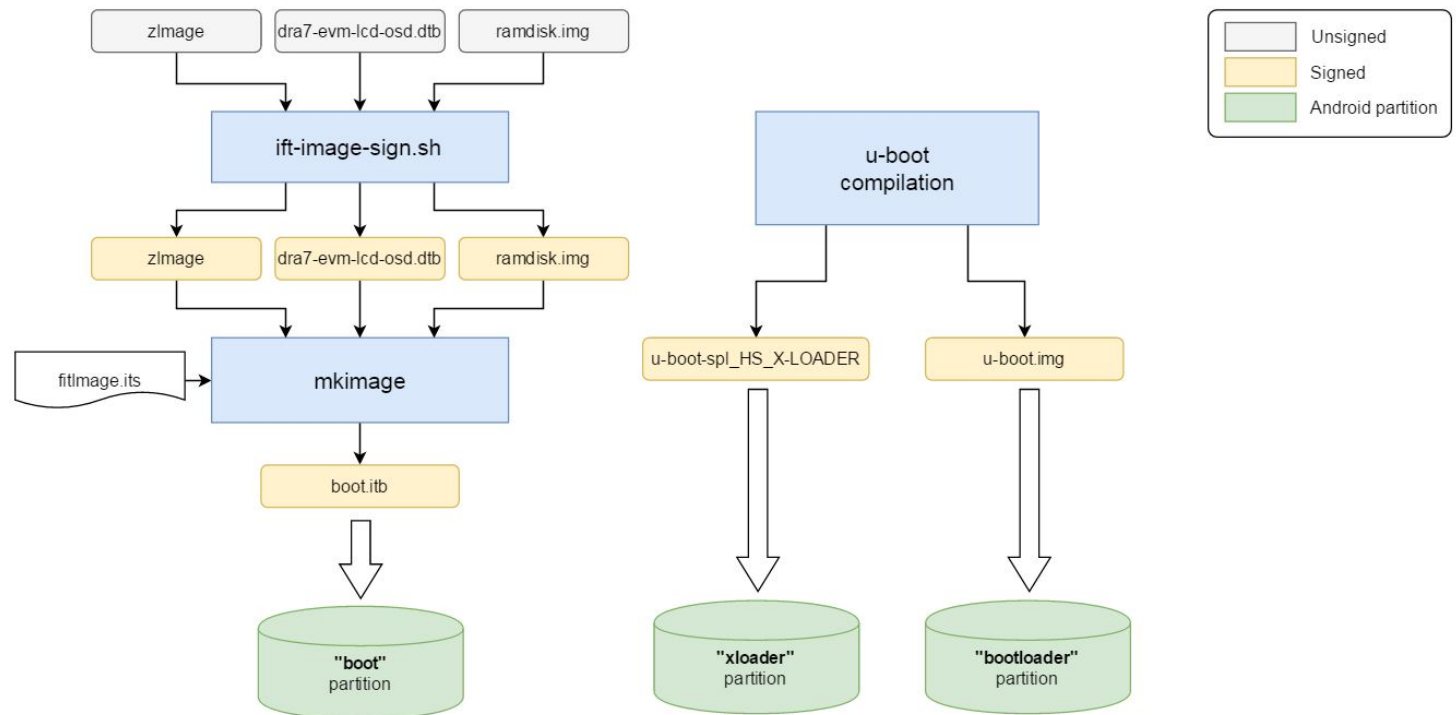 zImage
dra7-evm-lcd-osd.dtb
ramdisk.img
Unsigned
Signed
Android partition
ift-image-sign.sh
u-boot
compilation
zImage
dra7-evm-lcd-osd.dtb
ramdisk.img
fitImage.its
mkimage
u-boot-spl_HS_X-LOADER
u-boot.img
boot.itb
"boot"
partition
"xloader"
partition
"bootloader"
partition